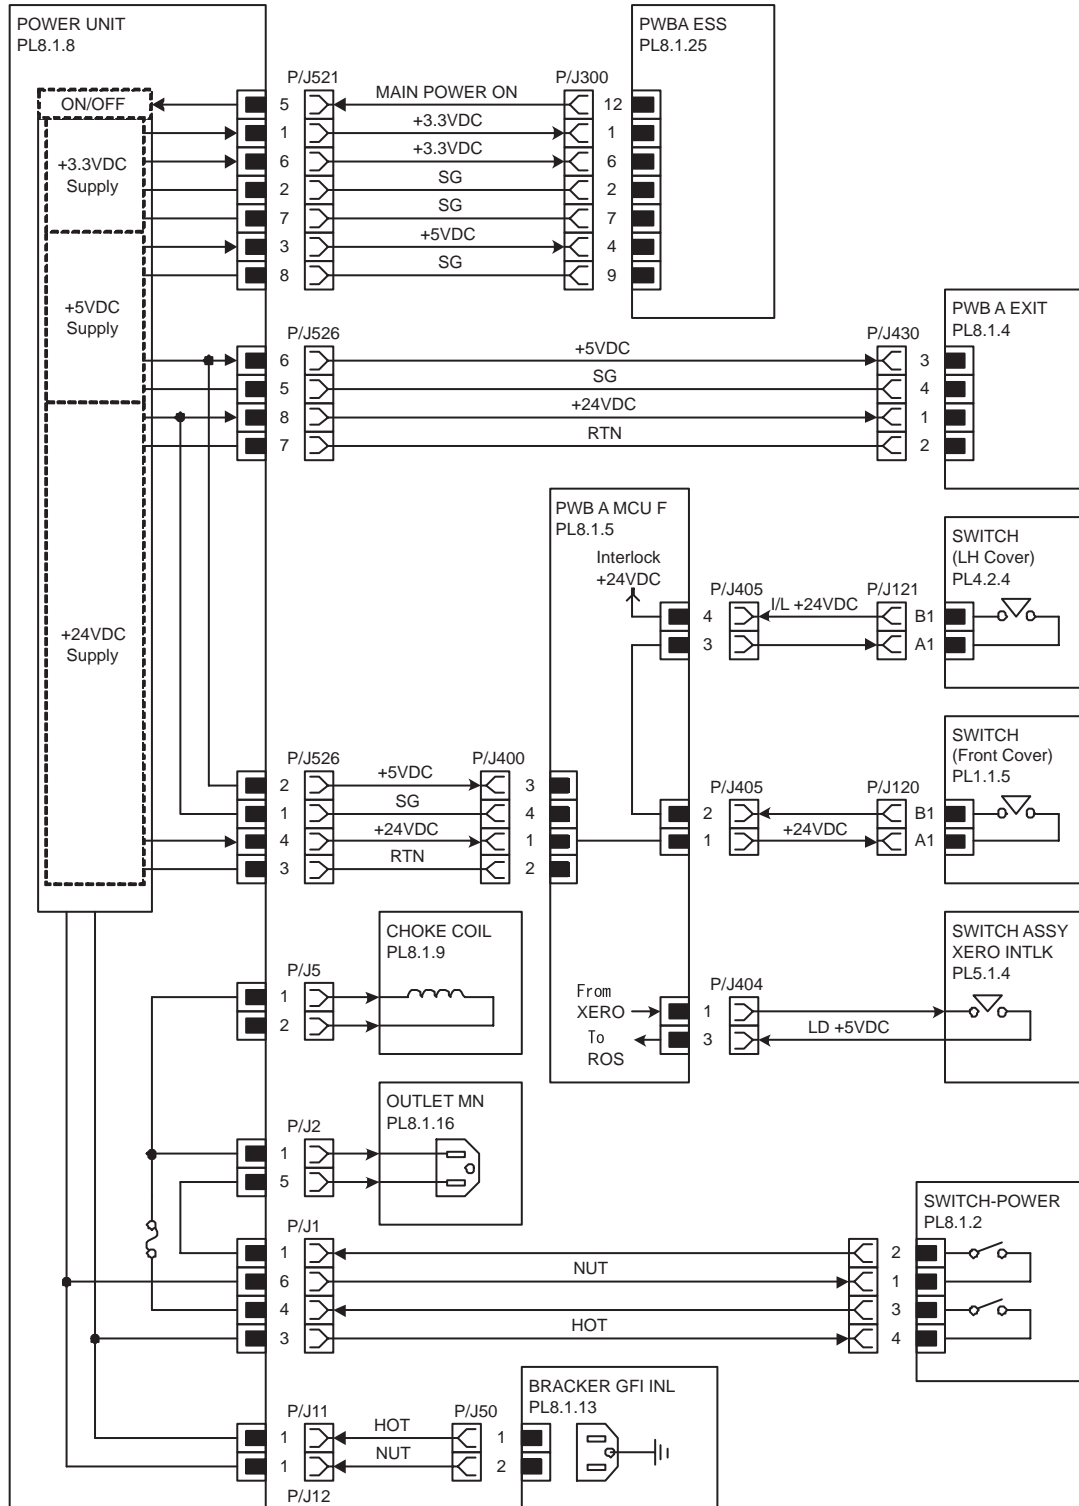 POWER UNIT
PL8.1.8
PWBA ESS
PL8.1.25
P/J521
P/J300
ON/OFF
5
MAIN POWER ON
12
1
+3.3VDC
1
+3.3VDC
Supply
6
+3.3VDC
6
2
SG
2
7
SG
7
3
+5VDC
4
8
SG
9
+5VDC
Supply
PWB A EXIT
PL8.1.4
P/J526
P/J430
6
+5VDC
3
5
SG
4
8
+24VDC
1
7
RTN
2
PWB A MCU F
PL8.1.5
Interlock
+24VDC
SWITCH
(LH Cover)
PL4.2.4
P/J405
P/J121
4
I/L +24VDC
B1
3
A1
+24VDC
Supply
SWITCH
(Front Cover)
PL1.1.5
P/J526
P/J400
P/J405
P/J120
2
+5VDC
3
1
SG
4
2
B1
4
+24VDC
1
1
+24VDC
A1
3
RTN
2
CHOKE COIL
PL8.1.9
SWITCH ASSY
XERO INTLK
PL5.1.4
P/J5
1
2
From
XERO
To
ROS
P/J404
1
3
LD +5VDC
OUTLET MN
PL8.1.16
P/J2
1
5
SWITCH-POWER
PL8.1.2
P/J1
1
2
6
NUT
1
4
3
3
HOT
4
BRACKER GFI INL
PL8.1.13
P/J11
P/J50
1
HOT
1
1
NUT
2
P/J12